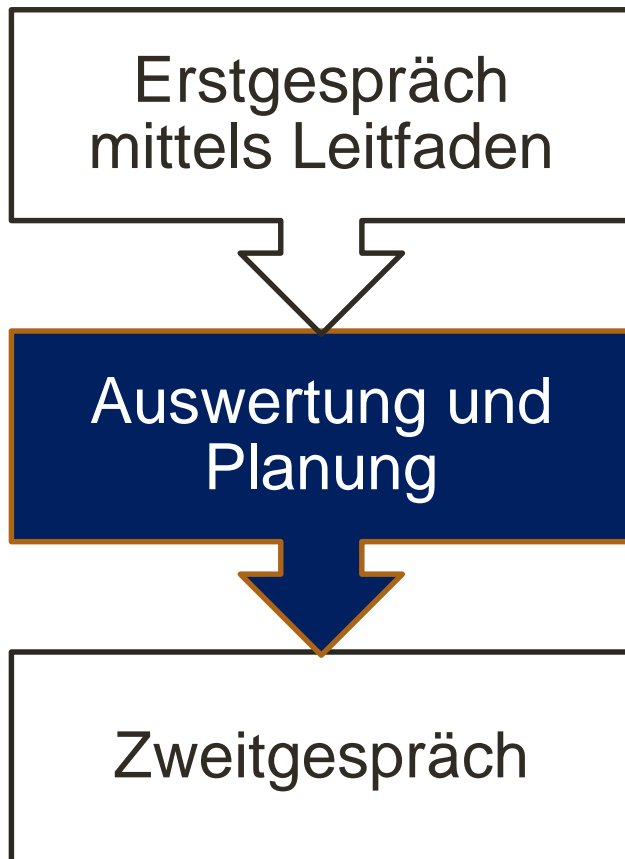 Erstgespräch
mittels Leitfaden
Auswertung und
Planung
Zweitgespräch